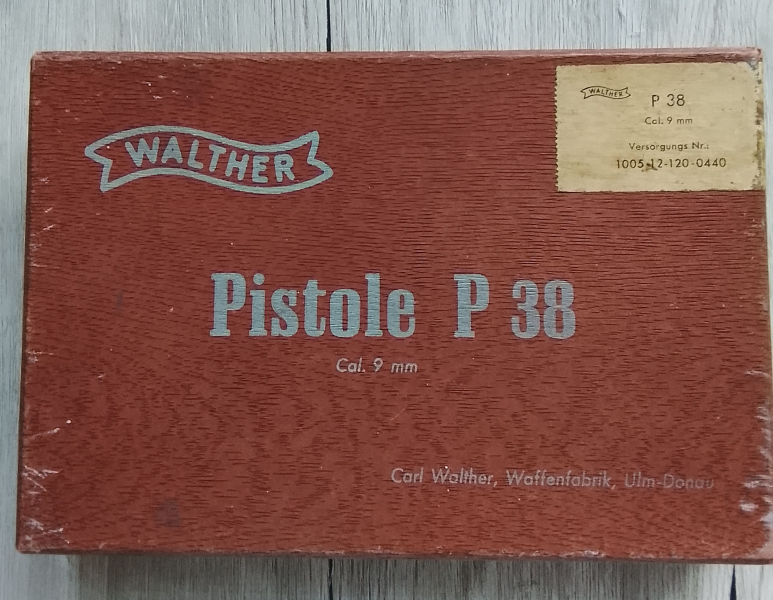 WALTHER
P 38
Cal. 9 mm
Versorgungs Nr.:
1005-12-120-0440
WALTHER
Pistole P 38
Cal. 9 mm
Carl Walther, Waffenfabrik, Ulm-Donau